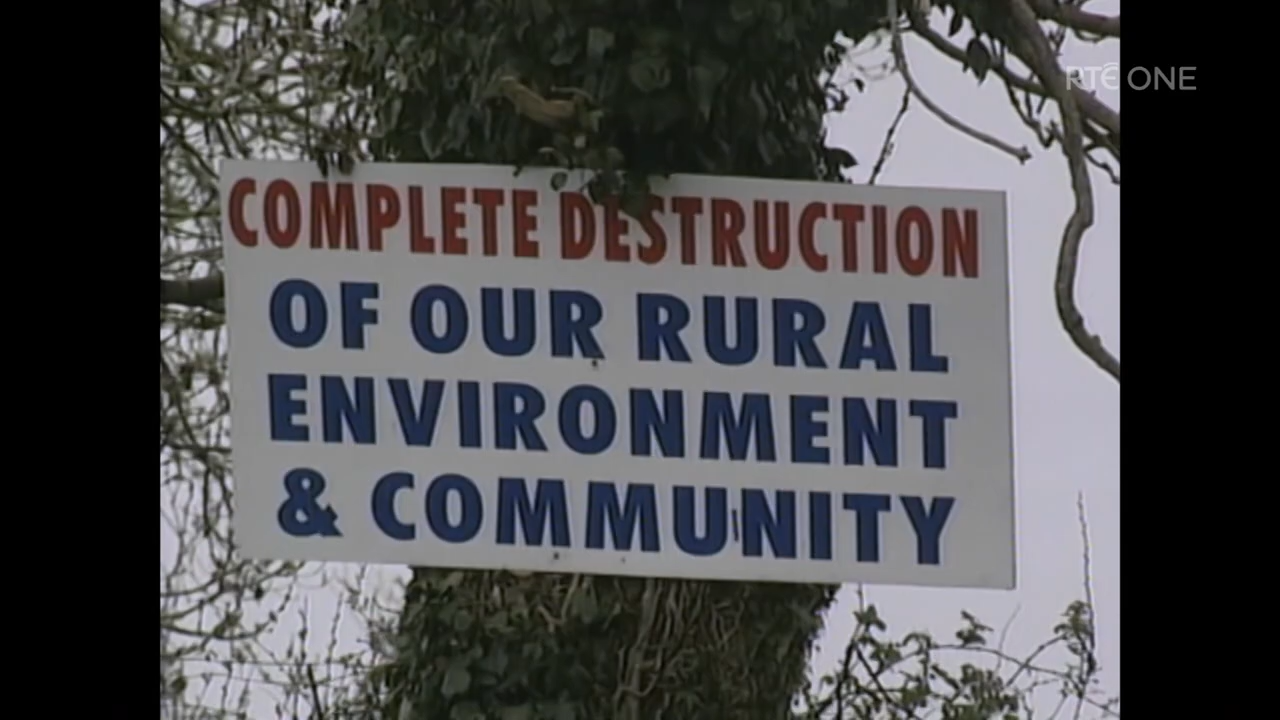 RTÉ ONE
COMPLETE DESTRUCTION
OF OUR RURAL
ENVIRONMENT
& COMMUNITY